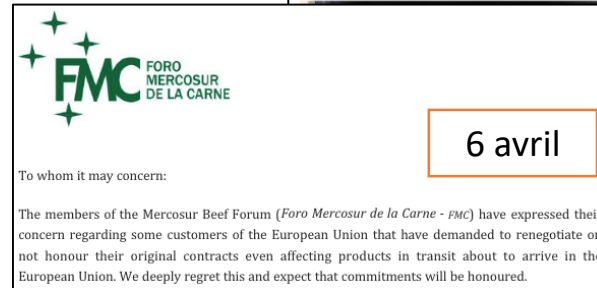 FMC FORO
MERCOSUR
DE LA CARNE
6 avril
To whom it may concern:
The members of the Mercosur Beef Forum (Foro Mercosur de la Carne - FMC) have expressed thei
concern regarding some customers of the European Union that have demanded to renegotiate or
not honour their original contracts even affecting products in transit about to arrive in the
European Union. We deeply regret this and expect that commitments will be honoured.